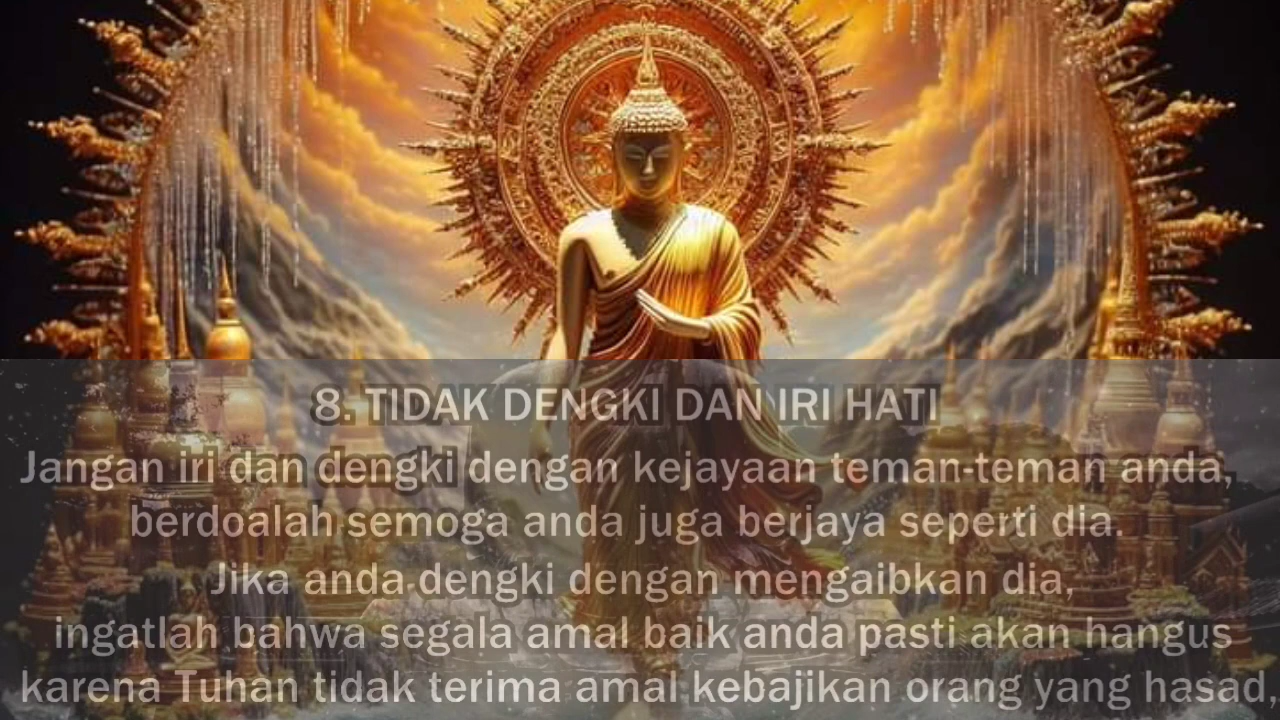 8. TIDAK DENGKI DAN IRI HATI
Jangan iri dan dengki dengan kejayaan teman-teman anda,
berdoalah semoga anda juga berjaya seperti dia.
Jika anda dengki dengan mengaibkan dia,
ingatlah bahwa segala amal baik anda pasti akan hangus
karena Tuhan tidak terima amal kebajikan orang yang hasad,